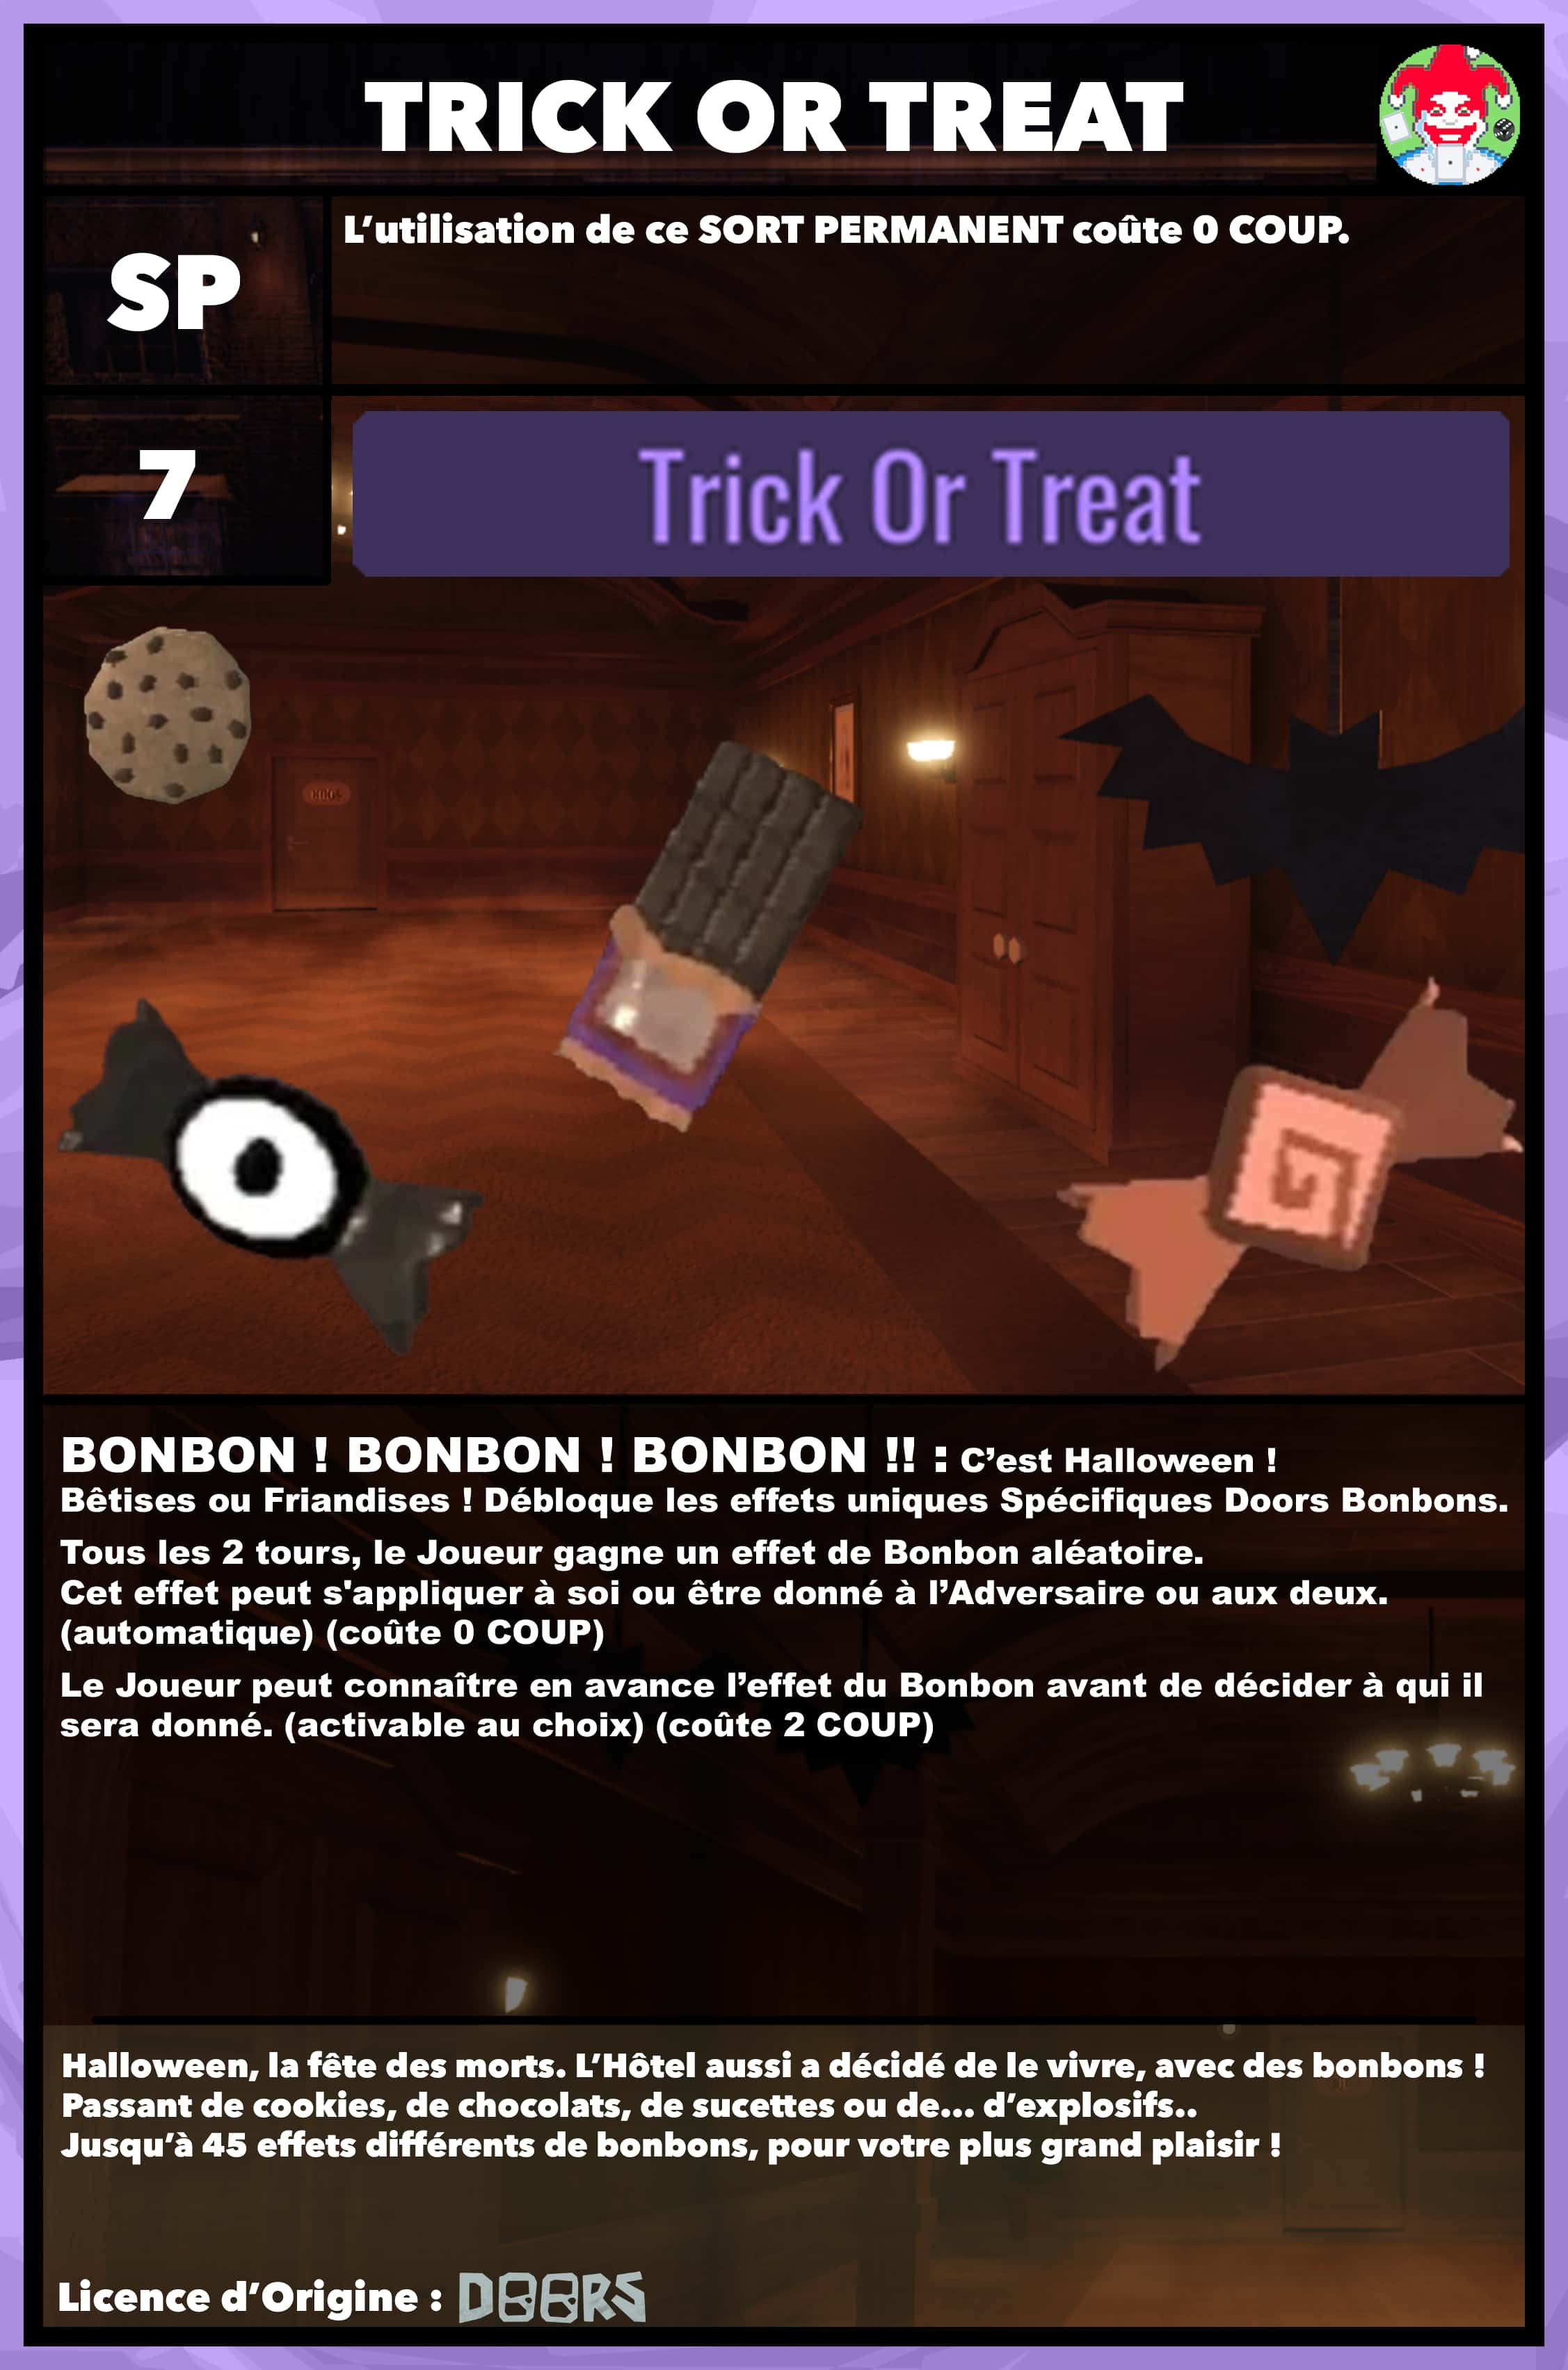 TRICK OR TREAT
SP
L’utilisation de ce SORT PERMANENT coûte 0 COUP.
7
Trick Or Treat
BONBON ! BONBON ! BONBON !! : C’est Halloween !
Bêtises ou Friandises ! Débloque les effets uniques Spécifiques Doors Bonbons.
Tous les 2 tours, le Joueur gagne un effet de Bonbon aléatoire.
Cet effet peut s'appliquer à soi ou être donné à l’Adversaire ou aux deux.
(automatique) (coûte 0 COUP)
Le Joueur peut connaître en avance l’effet du Bonbon avant de décider à qui il
sera donné. (activable au choix) (coûte 2 COUP)
Halloween, la fête des morts. L’Hôtel aussi a décidé de le vivre, avec des bonbons !
Passant de cookies, de chocolats, de sucettes ou de... d’explosifs..
Jusqu’à 45 effets différents de bonbons, pour votre plus grand plaisir !
Licence d’Origine : DOORS